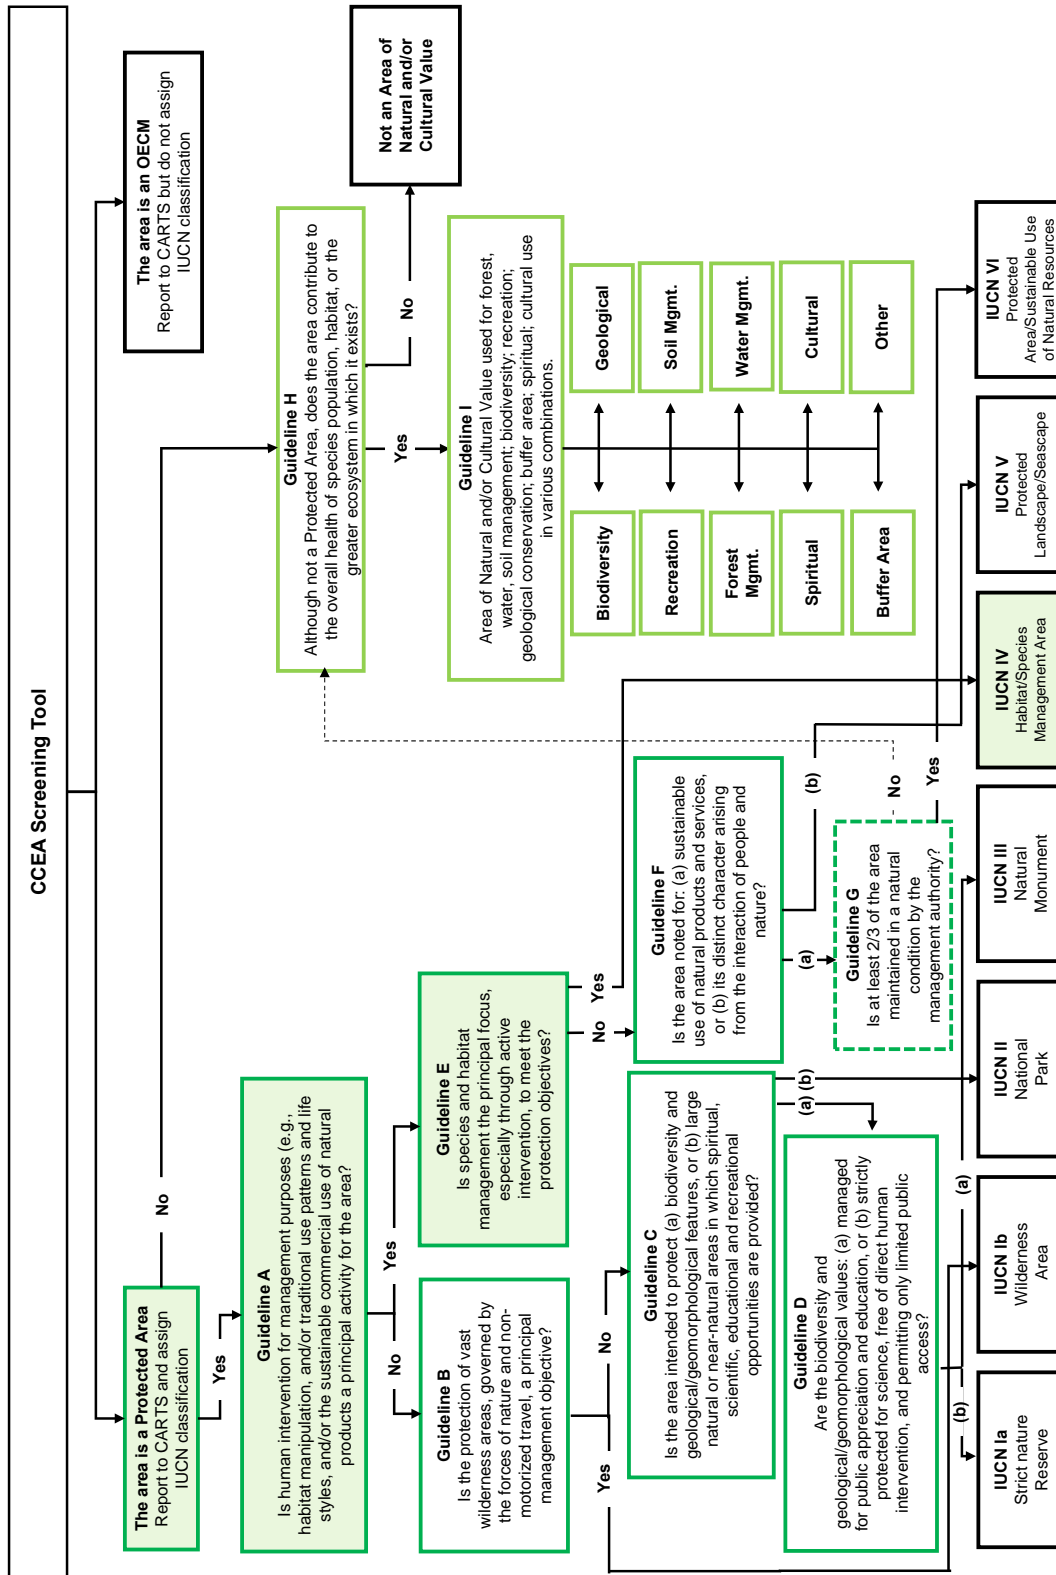 CCEA Screening Tool
The area is a Protected Area
Report to CARTS and assign
IUCN classification
The area is an OECM
Report to CARTS but do not assign
IUCN classification
Yes
No
Guideline A
Is human intervention for management purposes (e.g.,
habitat manipulation, and/or traditional use patterns and life
styles, and/or the sustainable commercial use of natural
products a principal activity for the area?
Guideline H
Although not a Protected Area, does the area contribute to
the overall health of species population, habitat, or the
greater ecosystem in which it exists?
No
Yes
Yes
No
Not an Area of
Natural and/or
Cultural Value
Guideline B
Is the protection of vast
wilderness areas, governed by
the forces of nature and non-
motorized travel, a principal
management objective?
Guideline E
Is species and habitat
management the principal focus,
especially through active
intervention, to meet the
protection objectives?
Guideline I
Area of Natural and/or Cultural Value used for forest,
water, soil management; biodiversity; recreation;
geological conservation; buffer area; spiritual; cultural use
in various combinations.
Yes
No
No
Yes
Biodiversity
Geological
Recreation
Soil Mgmt.
Forest
Mgmt.
Water Mgmt.
Spiritual
Cultural
Buffer Area
Other
Guideline C
Is the area intended to protect (a) biodiversity and
geological/geomorphological features, or (b) large
natural or near-natural areas in which spiritual,
scientific, educational and recreational
opportunities are provided?
Guideline F
Is the area noted for: (a) sustainable
use of natural products and services,
or (b) its distinct character arising
from the interaction of people and
nature?
(a)
(b)
(a)
(b)
Guideline D
Are the biodiversity and
geological/geomorphological values: (a) managed
for public appreciation and education, or (b) strictly
protected for science, free of direct human
intervention, and permitting only limited public
access?
Guideline G
Is at least 2/3 of the area
maintained in a natural
condition by the
management authority?
No
Yes
(b)
(a)
IUCN Ia
Strict nature
Reserve
IUCN Ib
Wilderness
Area
IUCN II
National
Park
IUCN III
Natural
Monument
IUCN IV
Habitat/Species
Management Area
IUCN V
Protected
Landscape/Seascape
IUCN VI
Protected
Area/Sustainable Use
of Natural Resources